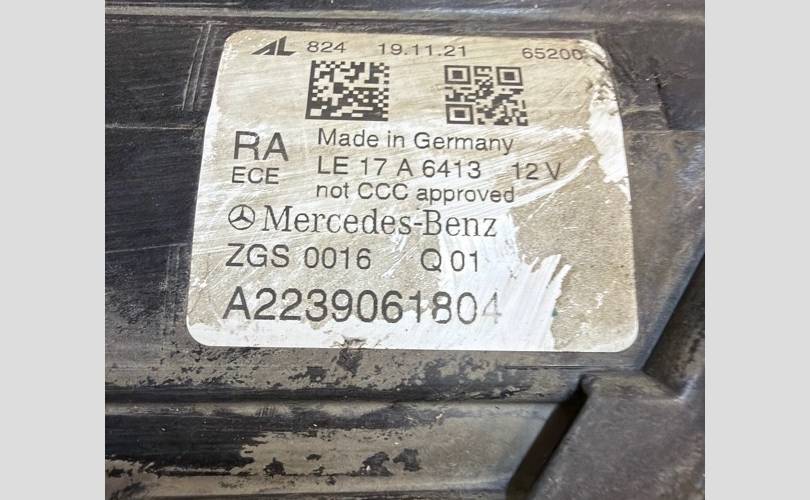 AL 824 19.11.21 65200
RA Made in Germany
ECE LE 17 A 6413 12 V
not CCC approved
Mercedes-Benz
ZGS 0016 Q 01
A2239061804